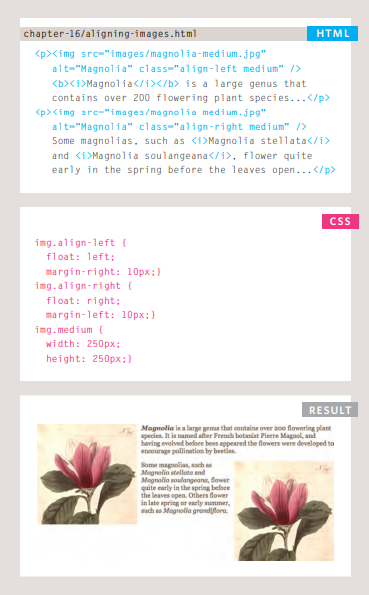 chapter-16/aligning-images.html
HTML
<p><img src="images/magnolia-medium.jpg"
alt="Magnolia" class="align-left medium" />
<b><i>Magnolia</i></b> is a large genus that
contains over 200 flowering plant species...</p>
<p><img src="images/magnolia-medium.jpg"
alt="Magnolia" class="align-right medium" />
Some magnolias, such as <i>Magnolia stellata</i>
and <i>Magnolia soulangeana</i>, flower quite
early in the spring before the leaves open...</p>
CSS
img.align-left {
float: left;
margin-right: 10px;}
img.align-right {
float: right;
margin-left: 10px;}
img.medium {
width: 250px;
height: 250px;}
RESULT
Magnolia is a large genus that contains over 200 flowering plant
species. It is named after French botanist Pierre Magnol, and
having evolved before bees appeared the flowers were developed to
encourage pollination by beetles.
Some magnolias, such as
Magnolia stellata and
Magnolia soulangeana, flower
quite early in the spring before
the leaves open. Others flower
in late spring or early summer,
such as Magnolia grandiflora.